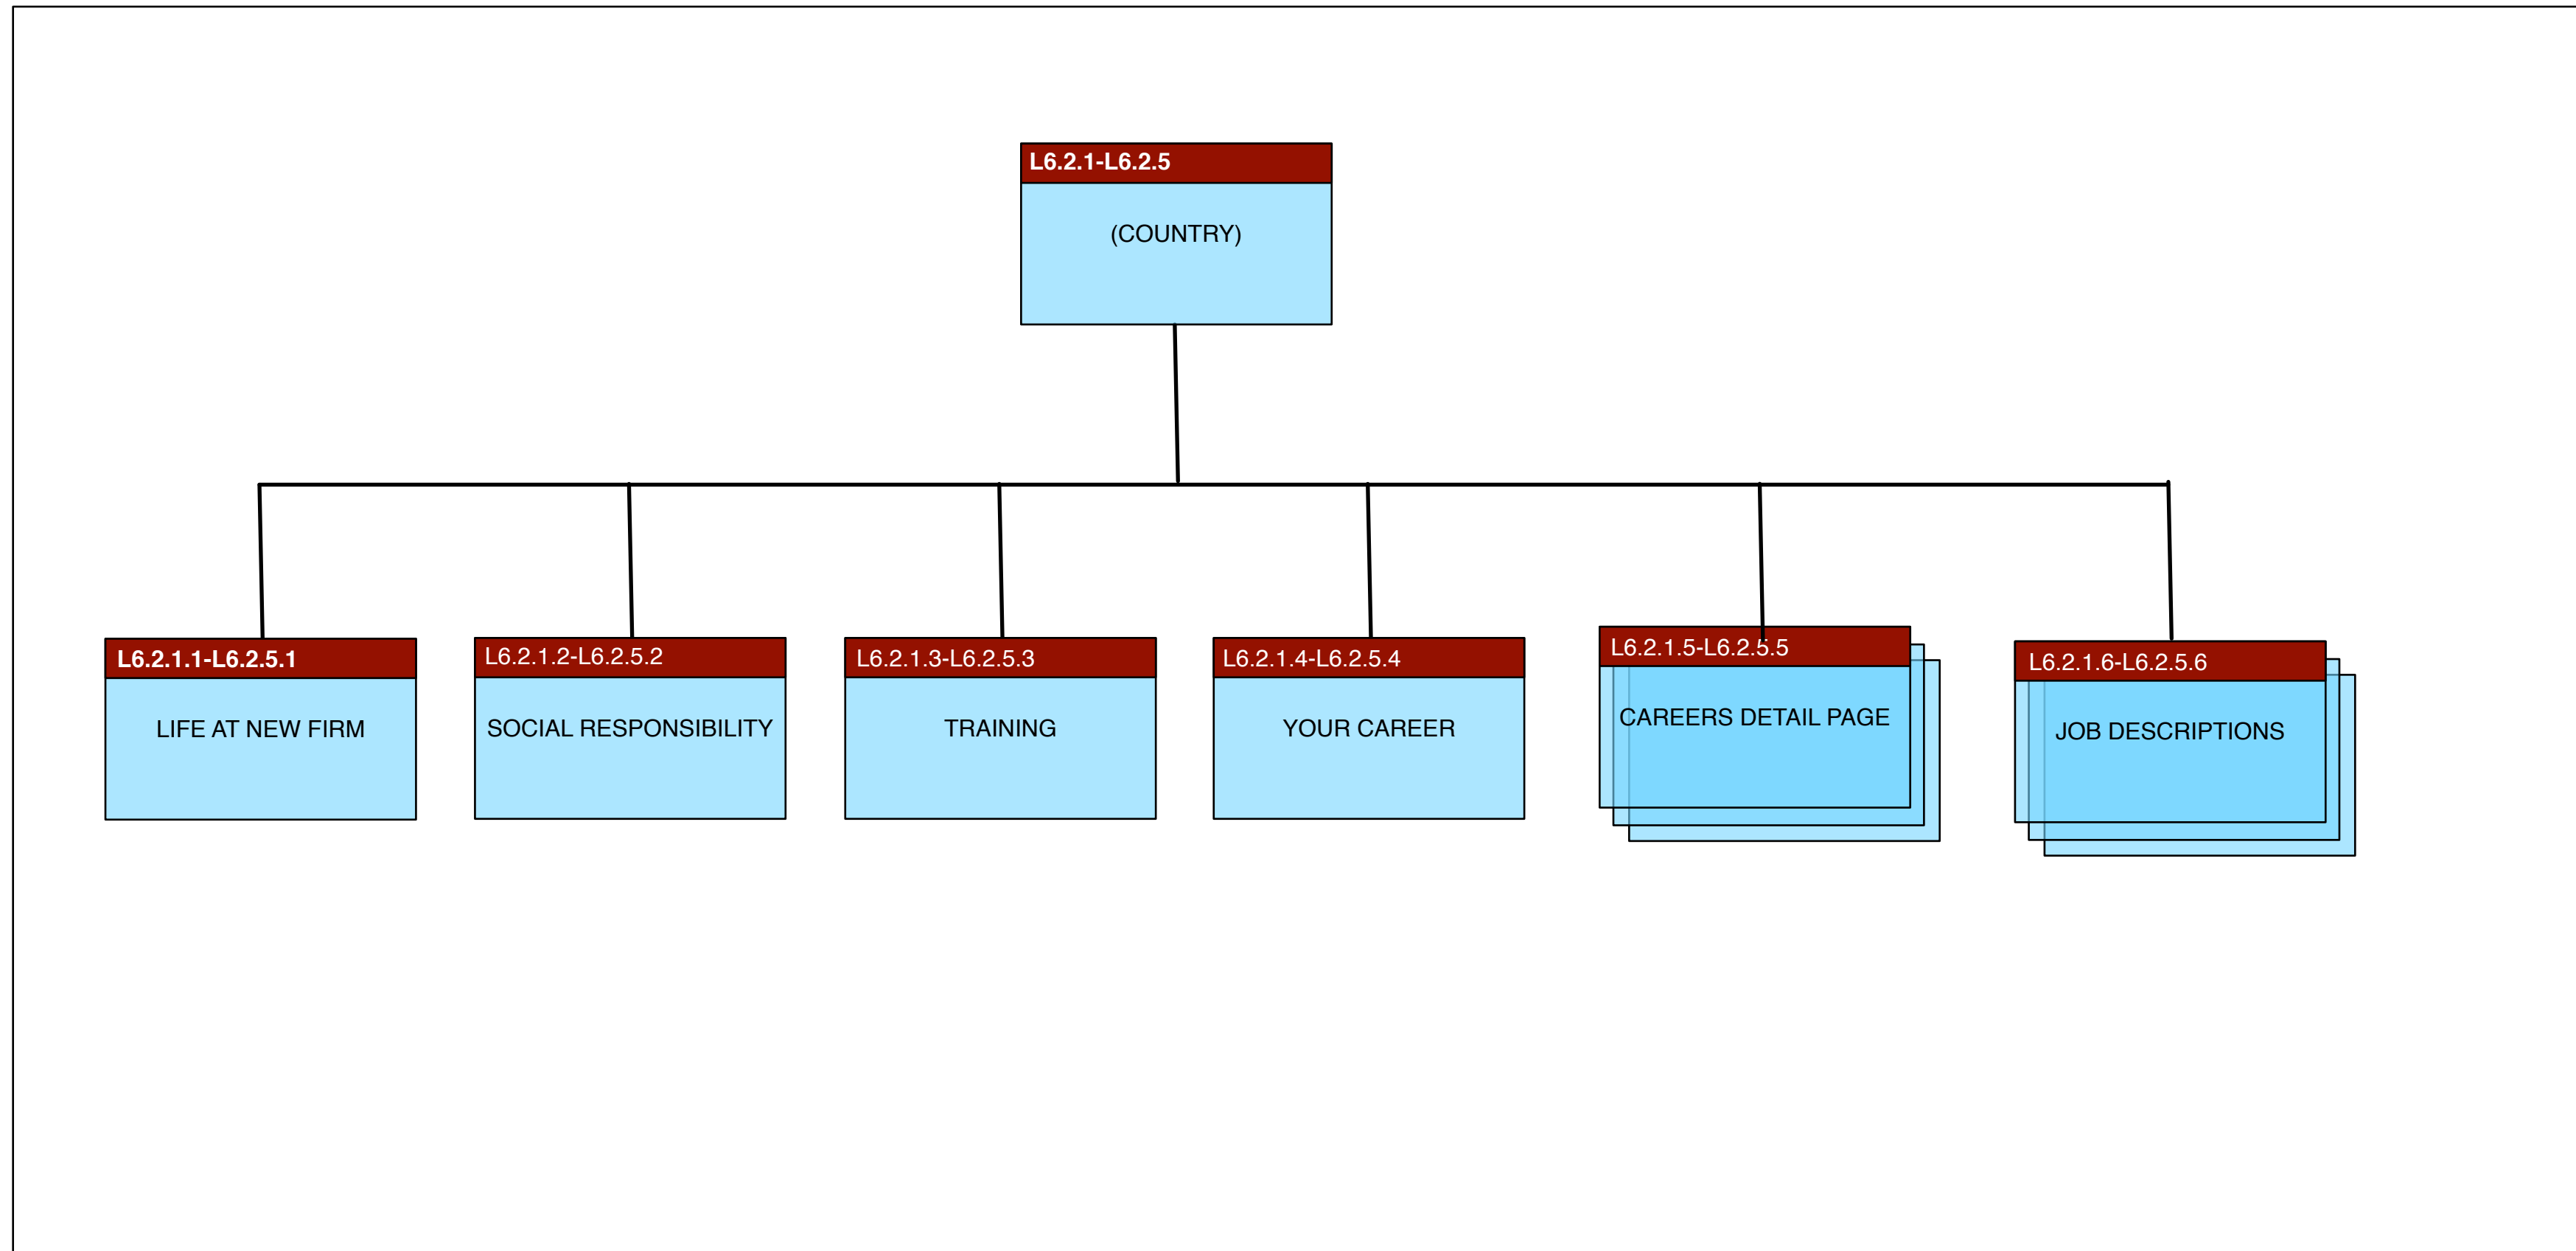 L6.2.1-L6.2.5
(COUNTRY)
L6.2.1.1-L6.2.5.1
LIFE AT NEW FIRM
L6.2.1.2-L6.2.5.2
SOCIAL RESPONSIBILITY
L6.2.1.3-L6.2.5.3
TRAINING
L6.2.1.4-L6.2.5.4
YOUR CAREER
L6.2.1.5-L6.2.5.5
CAREERS DETAIL PAGE
L6.2.1.6-L6.2.5.6
JOB DESCRIPTIONS